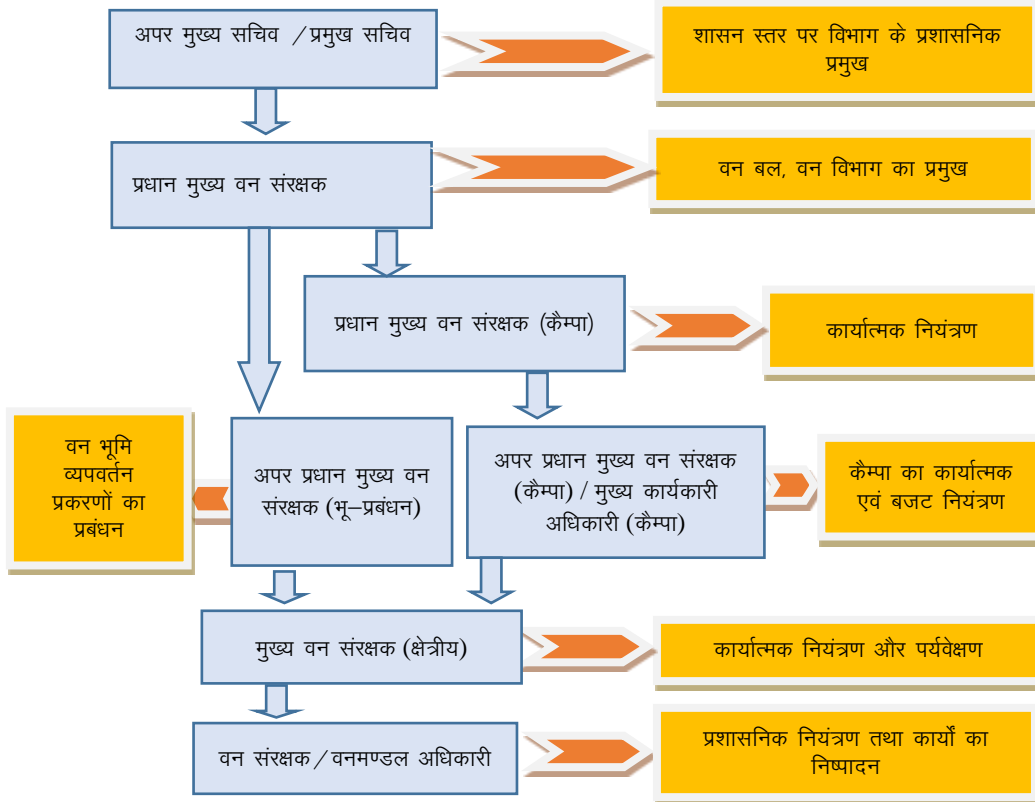 अपर मुख्य सचिव / प्रमुख सचिव
शासन स्तर पर विभाग के प्रशासनिक
प्रमुख
प्रधान मुख्य वन संरक्षक
वन बल, वन विभाग का प्रमुख
प्रधान मुख्य वन संरक्षक (कैम्पा)
कार्यात्मक नियंत्रण
वन भूमि
व्यपवर्तन
प्रकरणों का
प्रबंधन
अपर प्रधान मुख्य वन
संरक्षक (भू–प्रबंधन)
अपर प्रधान मुख्य वन संरक्षक
(कैम्पा) / मुख्य कार्यकारी
अधिकारी (कैम्पा)
कैम्पा का कार्यात्मक
एवं बजट नियंत्रण
मुख्य वन संरक्षक (क्षेत्रीय)
कार्यात्मक नियंत्रण और पर्यवेक्षण
वन संरक्षक / वनमण्डल अधिकारी
प्रशासनिक नियंत्रण तथा कार्यों का
निष्पादन